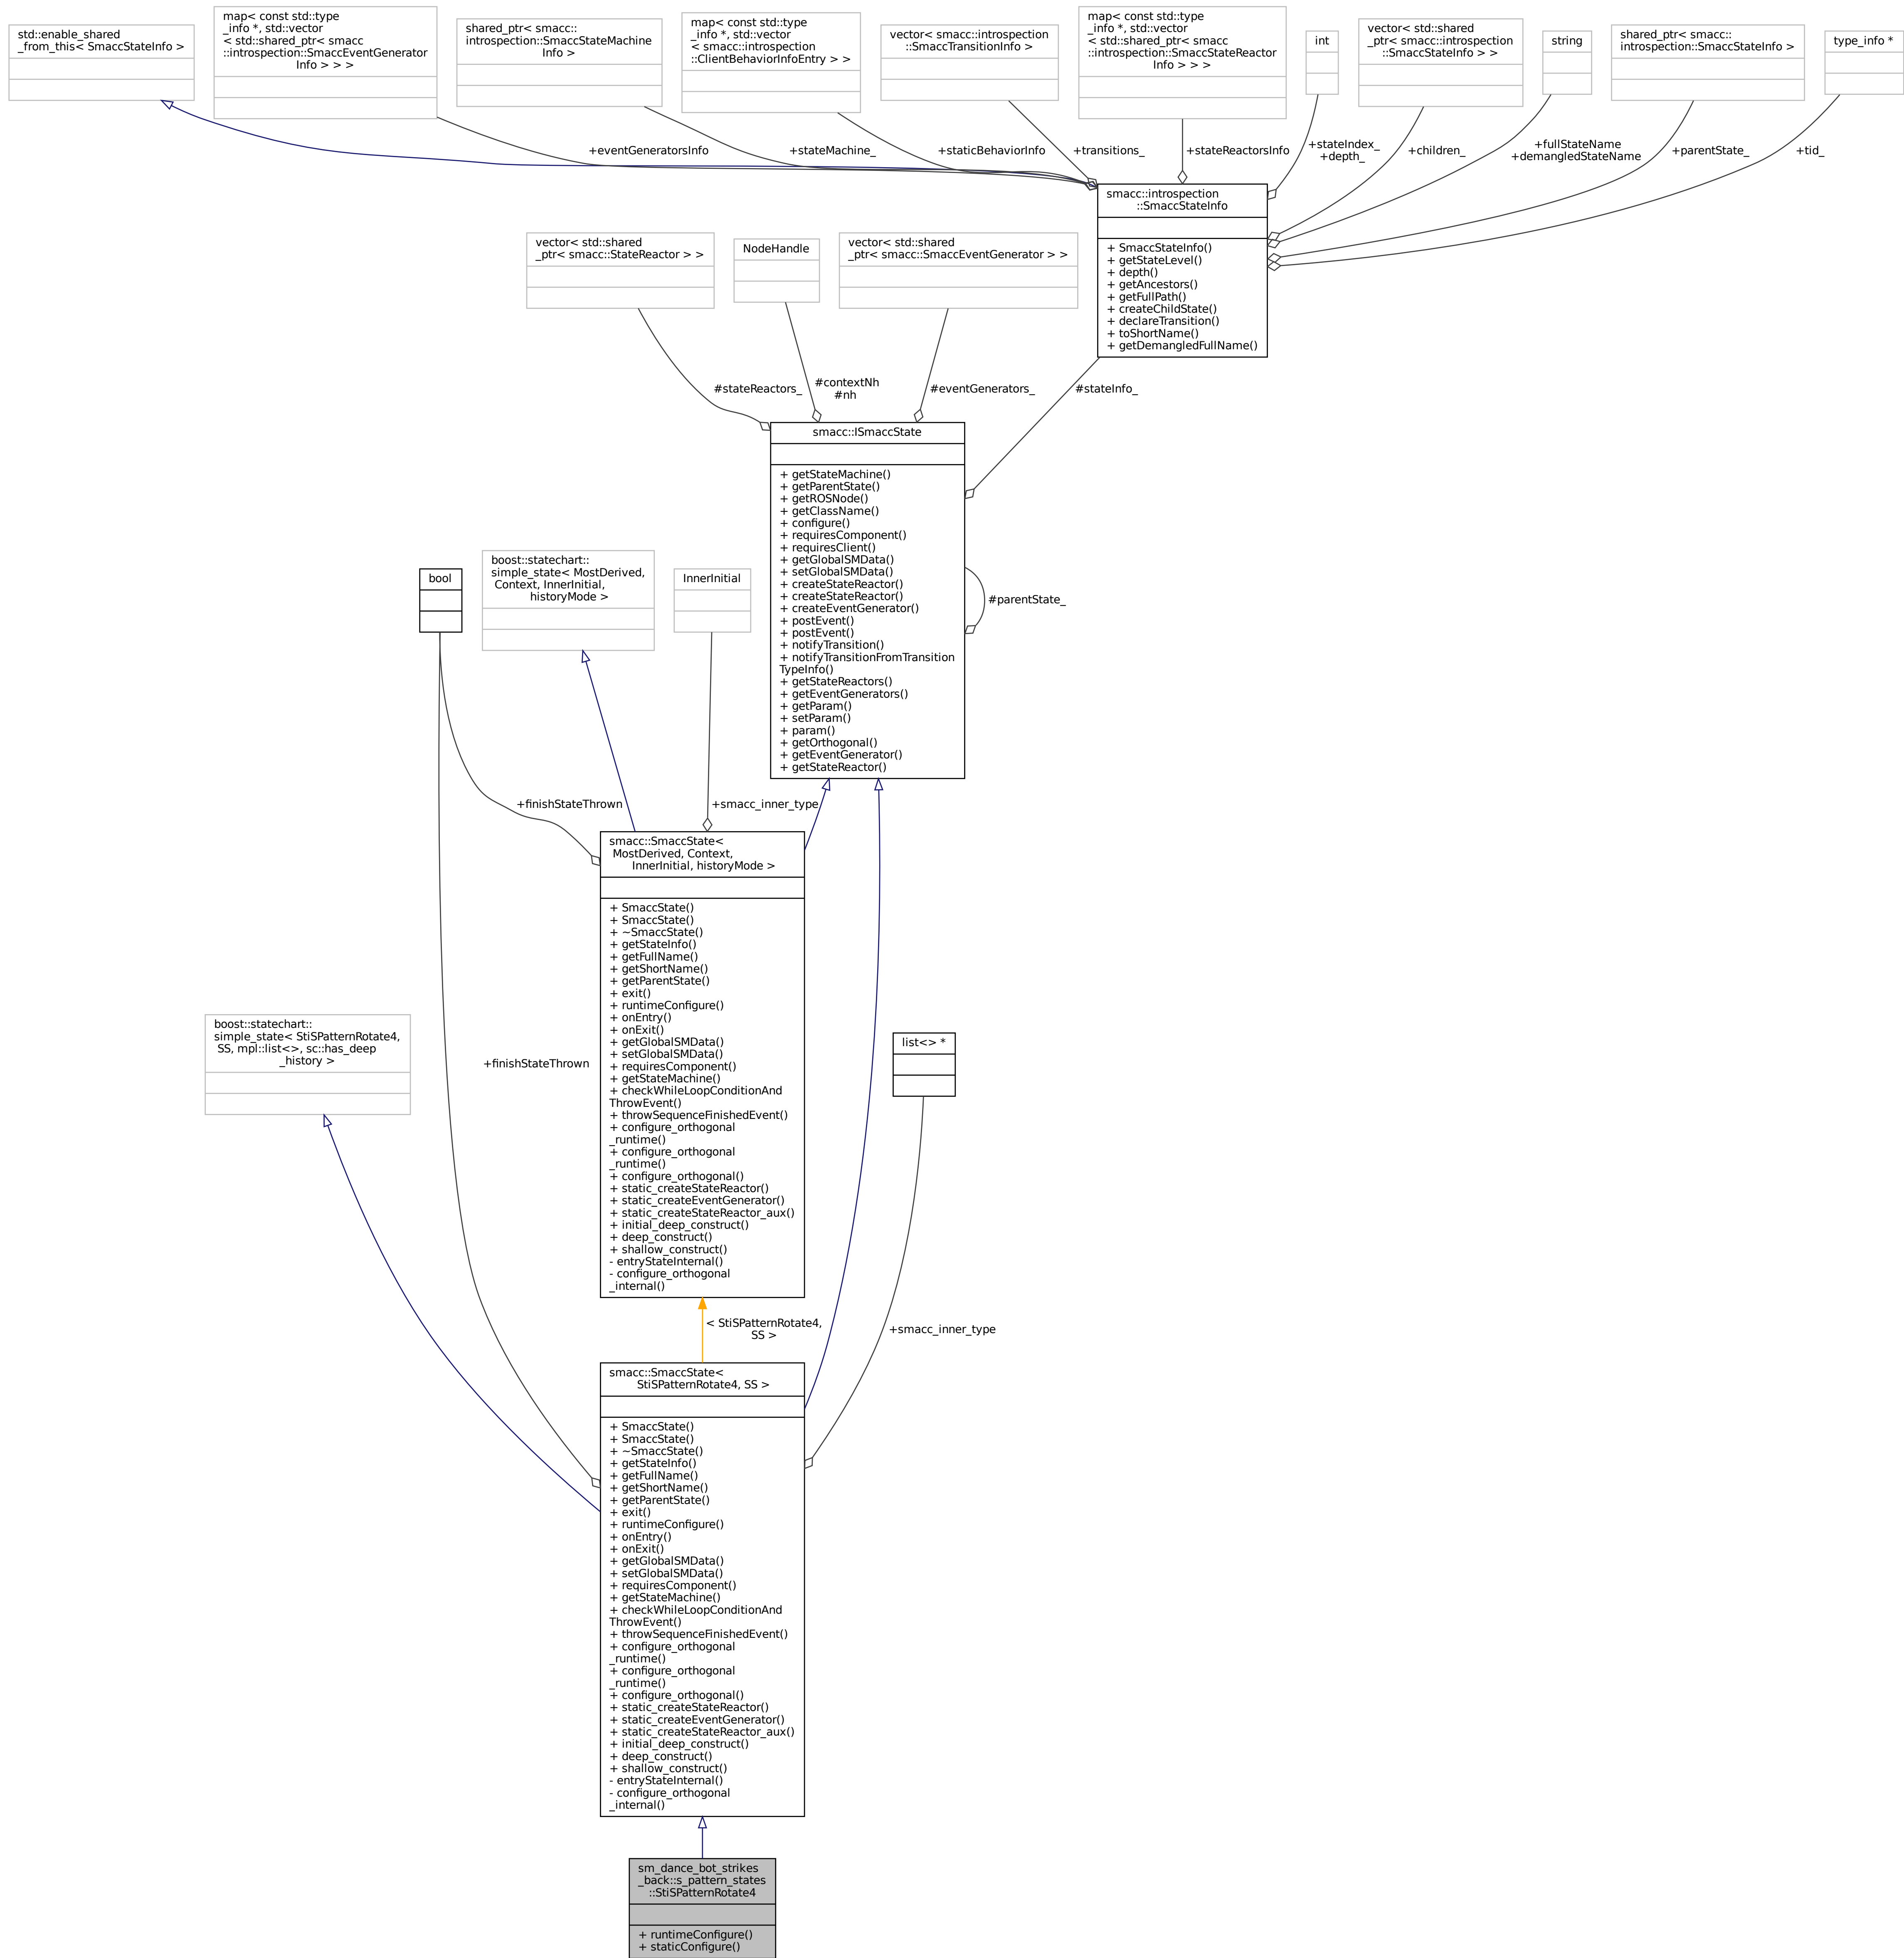 std::enable_shared
_from_this< SmaccStateInfo >
map< const std::type
_info *, std::vector
< std::shared_ptr< smacc
::introspection::SmaccEventGenerator
Info > > >
shared_ptr< smacc::
introspection::SmaccStateMachine
Info >
map< const std::type
_info *, std::vector
< smacc::introspection
::ClientBehaviorInfoEntry > >
vector< smacc::introspection
::SmaccTransitionInfo >
map< const std::type
_info *, std::vector
< std::shared_ptr< smacc
::introspection::SmaccStateReactor
Info > > >
int
vector< std::shared
_ptr< smacc::introspection
::SmaccStateInfo > >
string
shared_ptr< smacc::
introspection::SmaccStateInfo >
type_info *
+eventGeneratorsInfo
+stateMachine_
+staticBehaviorInfo
+transitions_
+stateReactorsInfo
+stateIndex_
+depth_
+children_
+fullStateName
+demangledStateName
+parentState_
+tid_
smacc::introspection
::SmaccStateInfo
+ SmaccStateInfo()
+ getStateLevel()
+ depth()
+ getAncestors()
+ getFullPath()
+ createChildState()
+ declareTransition()
+ toShortName()
+ getDemangledFullName()
vector< std::shared
_ptr< smacc::StateReactor > >
NodeHandle
vector< std::shared
_ptr< smacc::SmaccEventGenerator > >
#stateReactors_
#contextNh
#nh
#eventGenerators_
#stateInfo_
smacc::ISmaccState
+ getStateMachine()
+ getParentState()
+ getROSNode()
+ getClassName()
+ configure()
+ requiresComponent()
+ requiresClient()
+ getGlobalSMData()
+ setGlobalSMData()
+ createStateReactor()
+ createStateReactor()
+ createEventGenerator()
+ postEvent()
+ postEvent()
+ notifyTransition()
+ notifyTransitionFromTransition
TypeInfo()
+ getStateReactors()
+ getEventGenerators()
+ getParam()
+ setParam()
+ param()
+ getOrthogonal()
+ getEventGenerator()
+ getStateReactor()
#parentState_
bool
boost::statechart::
simple_state< MostDerived,
Context, InnerInitial,
historyMode >
InnerInitial
+finishStateThrown
+smacc_inner_type
smacc::SmaccState<
MostDerived, Context,
InnerInitial, historyMode >
+ SmaccState()
+ SmaccState()
+ ~SmaccState()
+ getStateInfo()
+ getFullName()
+ getShortName()
+ getParentState()
+ exit()
+ runtimeConfigure()
+ onEntry()
+ onExit()
+ getGlobalSMData()
+ setGlobalSMData()
+ requiresComponent()
+ getStateMachine()
+ checkWhileLoopConditionAnd
ThrowEvent()
+ throwSequenceFinishedEvent()
+ configure_orthogonal
_runtime()
+ configure_orthogonal
_runtime()
+ configure_orthogonal()
+ static_createStateReactor()
+ static_createEventGenerator()
+ static_createStateReactor_aux()
+ initial_deep_construct()
+ deep_construct()
+ shallow_construct()
- entryStateInternal()
- configure_orthogonal
_internal()
boost::statechart::
simple_state< StiSPatternRotate4,
SS, mpl::list<>, sc::has_deep
_history >
+finishStateThrown
list<> *
< StiSPatternRotate4,
SS >
+smacc_inner_type
smacc::SmaccState<
StiSPatternRotate4, SS >
+ SmaccState()
+ SmaccState()
+ ~SmaccState()
+ getStateInfo()
+ getFullName()
+ getShortName()
+ getParentState()
+ exit()
+ runtimeConfigure()
+ onEntry()
+ onExit()
+ getGlobalSMData()
+ setGlobalSMData()
+ requiresComponent()
+ getStateMachine()
+ checkWhileLoopConditionAnd
ThrowEvent()
+ throwSequenceFinishedEvent()
+ configure_orthogonal
_runtime()
+ configure_orthogonal
_runtime()
+ configure_orthogonal()
+ static_createStateReactor()
+ static_createEventGenerator()
+ static_createStateReactor_aux()
+ initial_deep_construct()
+ deep_construct()
+ shallow_construct()
- entryStateInternal()
- configure_orthogonal
_internal()
sm_dance_bot_strikes
_back::s_pattern_states
::StiSPatternRotate4
+ runtimeConfigure()
+ staticConfigure()